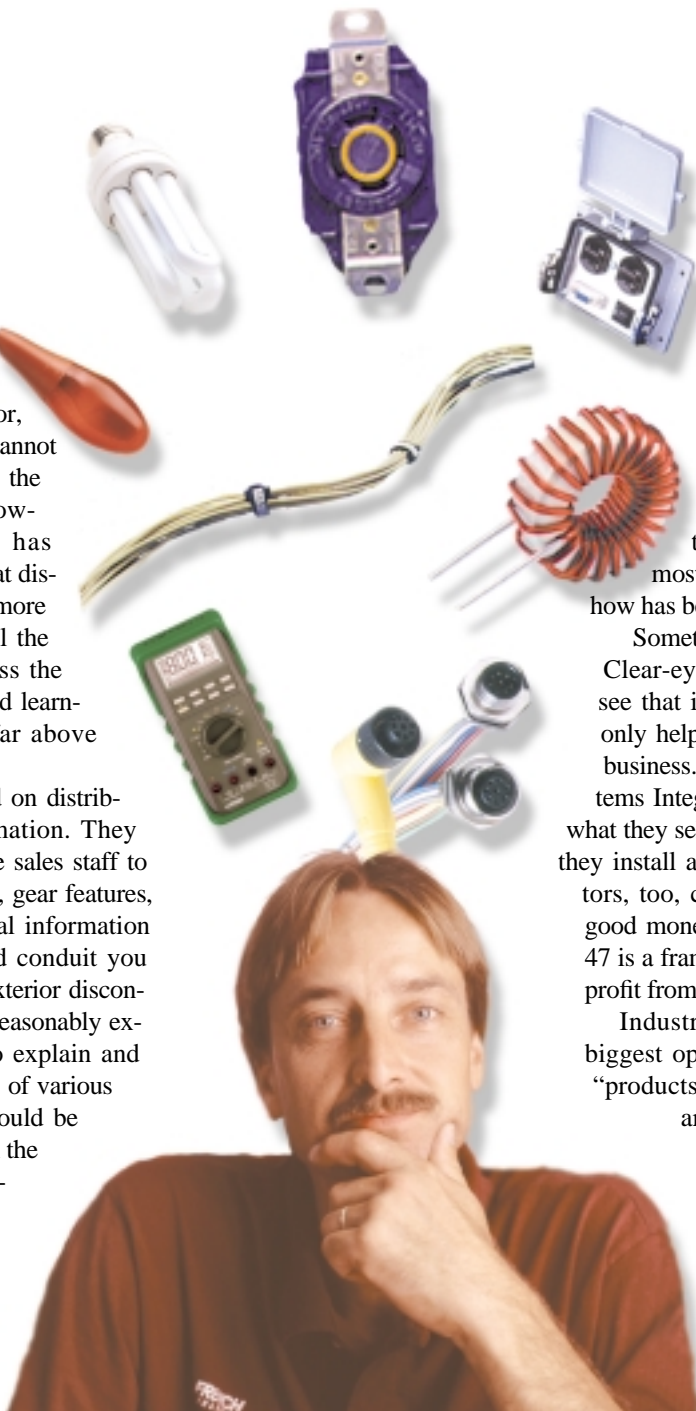 or,
annot
the
ow-
has
at dis-
more
l the
ss the
d learn-
ar above
l on distrib-
nation. They
e sales staff to
, gear features,
al information
d conduit you
xterior discon-
easonably ex-
o explain and
of various
ould be
the
-
t
most
how has be
Somet
Clear-ey
see that i
only help
business.
tems Integ
what they se
they install a
tors, too, c
good mone
47 is a fran
profit from
Industr
biggest op
"products
ar